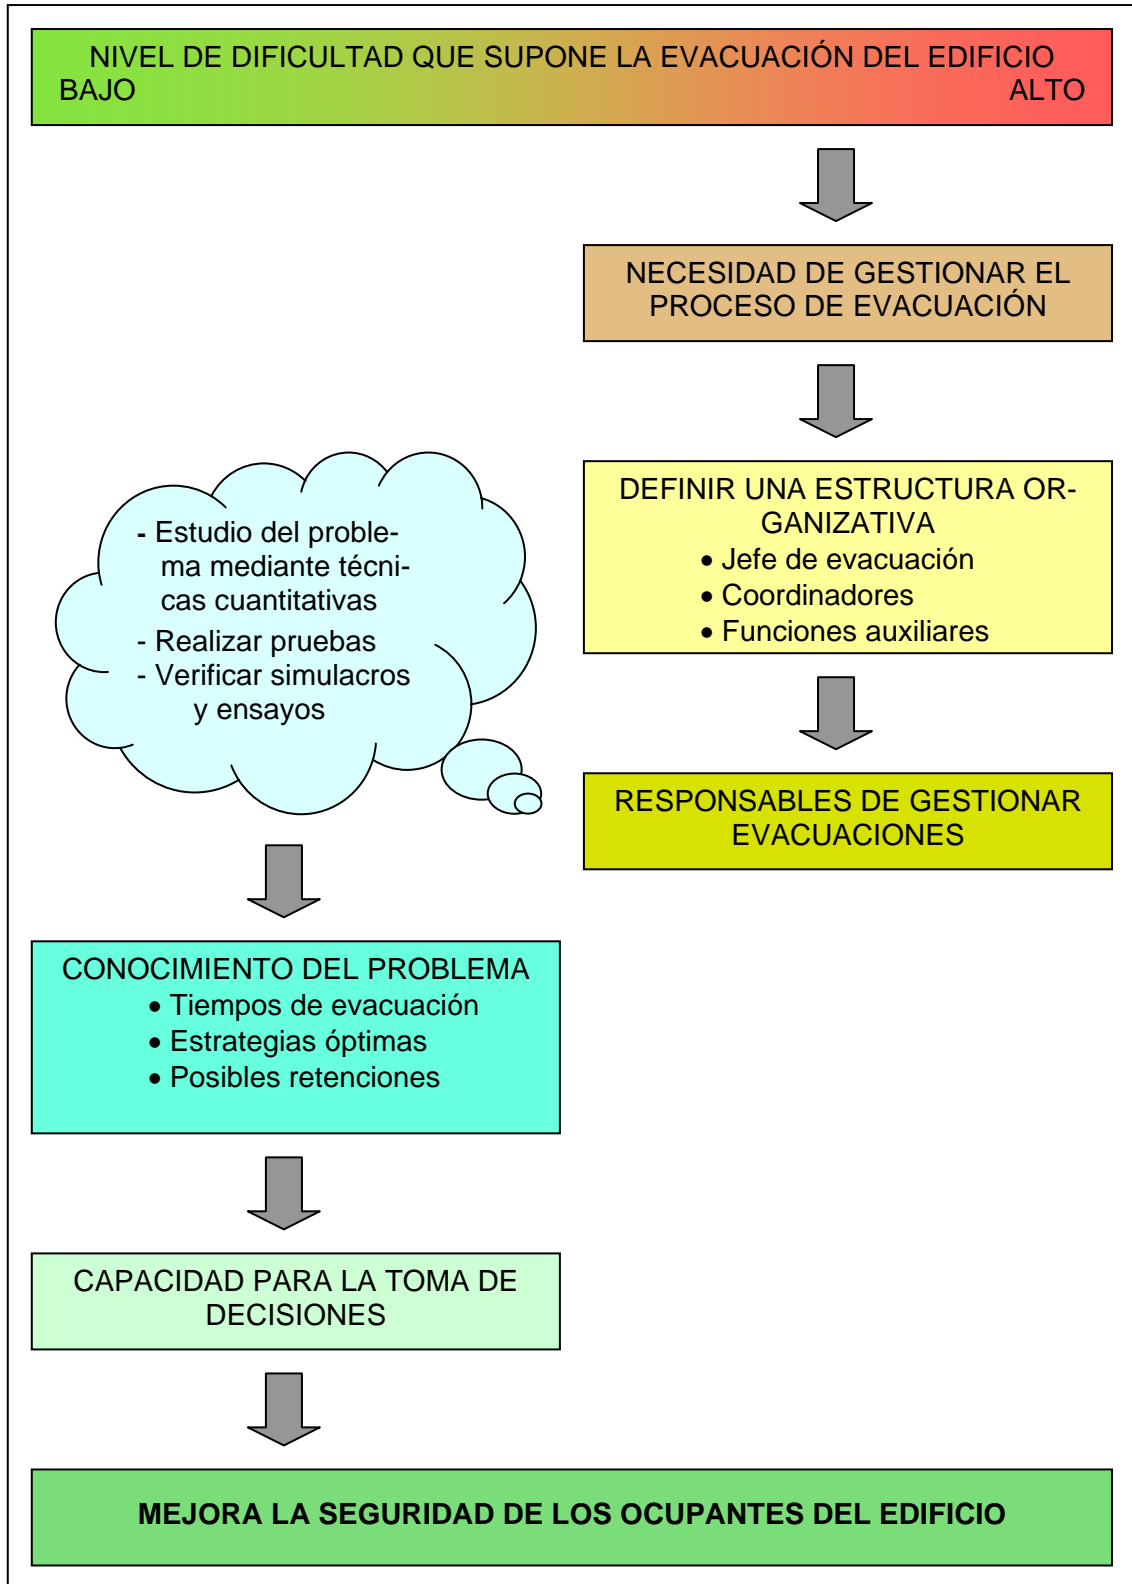 NIVEL DE DIFICULTAD QUE SUPONE LA EVACUACIÓN DEL EDIFICIO
BAJO ALTO
NECESIDAD DE GESTIONAR EL
PROCESO DE EVACUACIÓN
DEFINIR UNA ESTRUCTURA OR-
GANIZATIVA
• Jefe de evacuación
• Coordinadores
• Funciones auxiliares
RESPONSABLES DE GESTIONAR
EVACUACIONES
- Estudio del proble-
ma mediante técni-
cas cuantitativas
- Realizar pruebas
- Verificar simulacros
y ensayos
CONOCIMIENTO DEL PROBLEMA
• Tiempos de evacuación
• Estrategias óptimas
• Posibles retenciones
CAPACIDAD PARA LA TOMA DE
DECISIONES
MEJORA LA SEGURIDAD DE LOS OCUPANTES DEL EDIFICIO